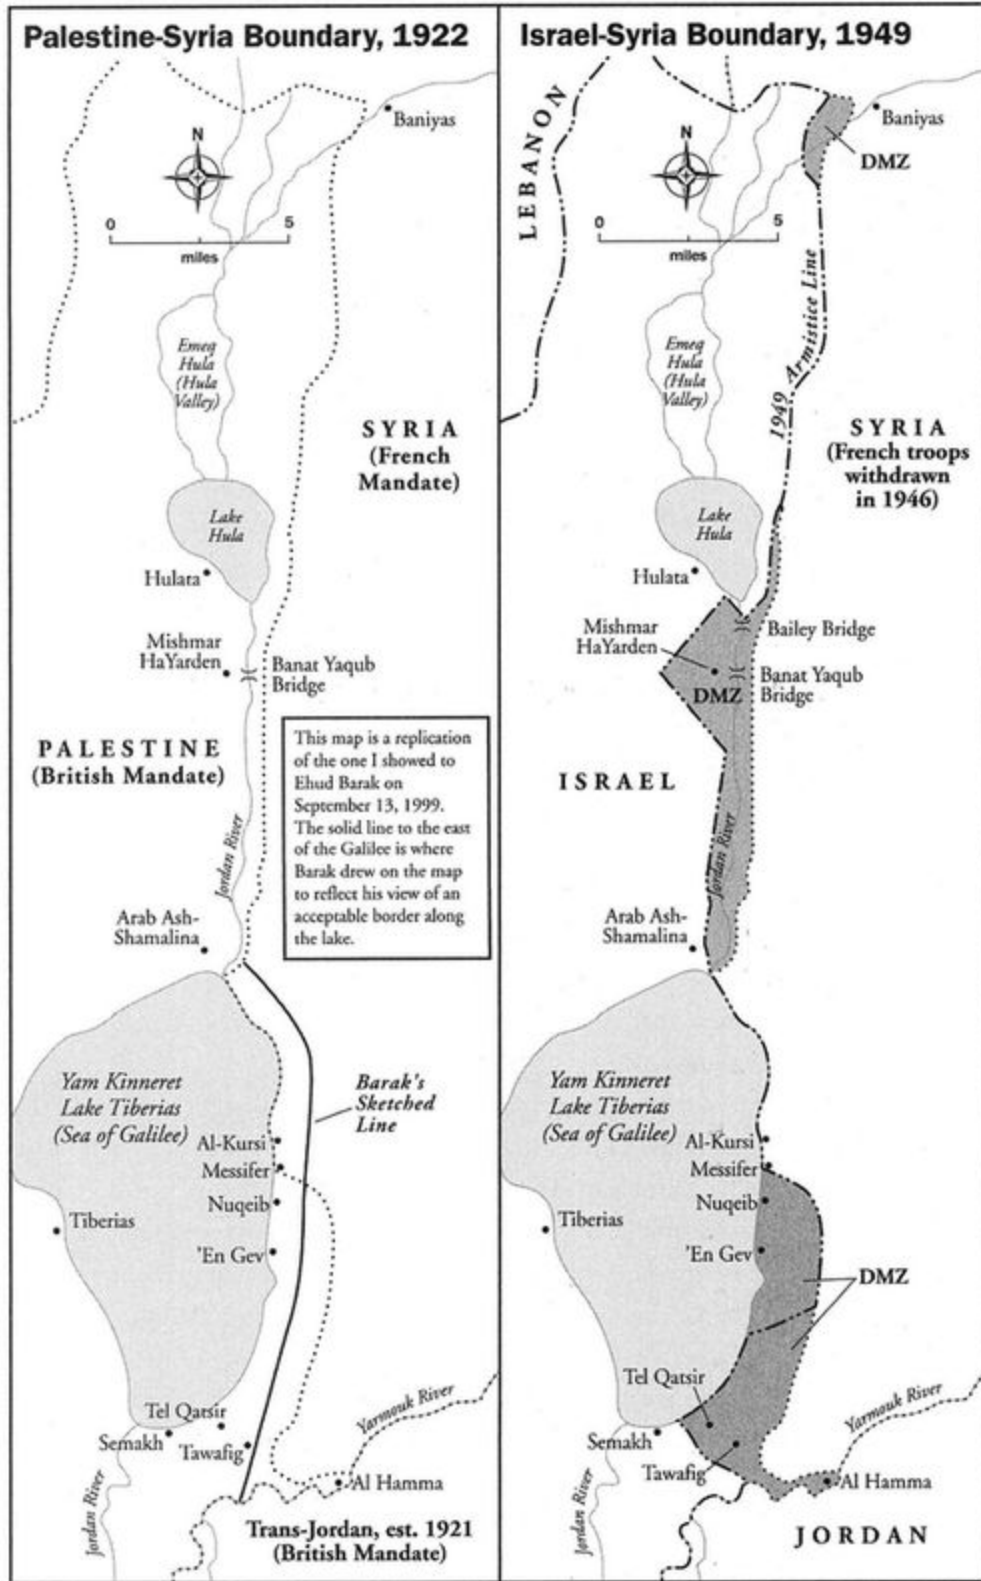 Palestine-Syria Boundary, 1922
Baniyas
N
0
5
miles
Emeq
Hula
(Hula
Valley)
SYRIA
(French
Mandate)
Lake
Hula
Hulata
Mishmar
HaYarden
Banat Yaqub
Bridge
PALESTINE
(British Mandate)
This map is a replication
of the one I showed to
Ehud Barak on
September 13, 1999.
The solid line to the east
of the Galilee is where
Barak drew on the map
to reflect his view of an
acceptable border along
the lake.
Jordan River
Arab Ash-
Shamalina
Yam Kinneret
Lake Tiberias
(Sea of Galilee)
Barak's
Sketched
Line
Al-Kursi
Messifer
Nuqeib
Tiberias
'En Gev
Tel Qatsir
Semakh
Tawafig
Yarmouk River
Al Hamma
Jordan River
Trans-Jordan, est. 1921
(British Mandate)
Israel-Syria Boundary, 1949
LEBANON
Baniyas
DMZ
N
0
5
miles
1949 Armistice Line
Emeq
Hula
(Hula
Valley)
SYRIA
(French troops
withdrawn
in 1946)
Lake
Hula
Hulata
Mishmar
HaYarden
Bailey Bridge
Banat Yaqub
Bridge
DMZ
ISRAEL
Jordan River
Arab Ash-
Shamalina
Yam Kinneret
Lake Tiberias
(Sea of Galilee)
Al-Kursi
Messifer
Nuqeib
Tiberias
'En Gev
DMZ
Tel Qatsir
Semakh
Tawafig
Yarmouk River
Al Hamma
Jordan River
JORDAN